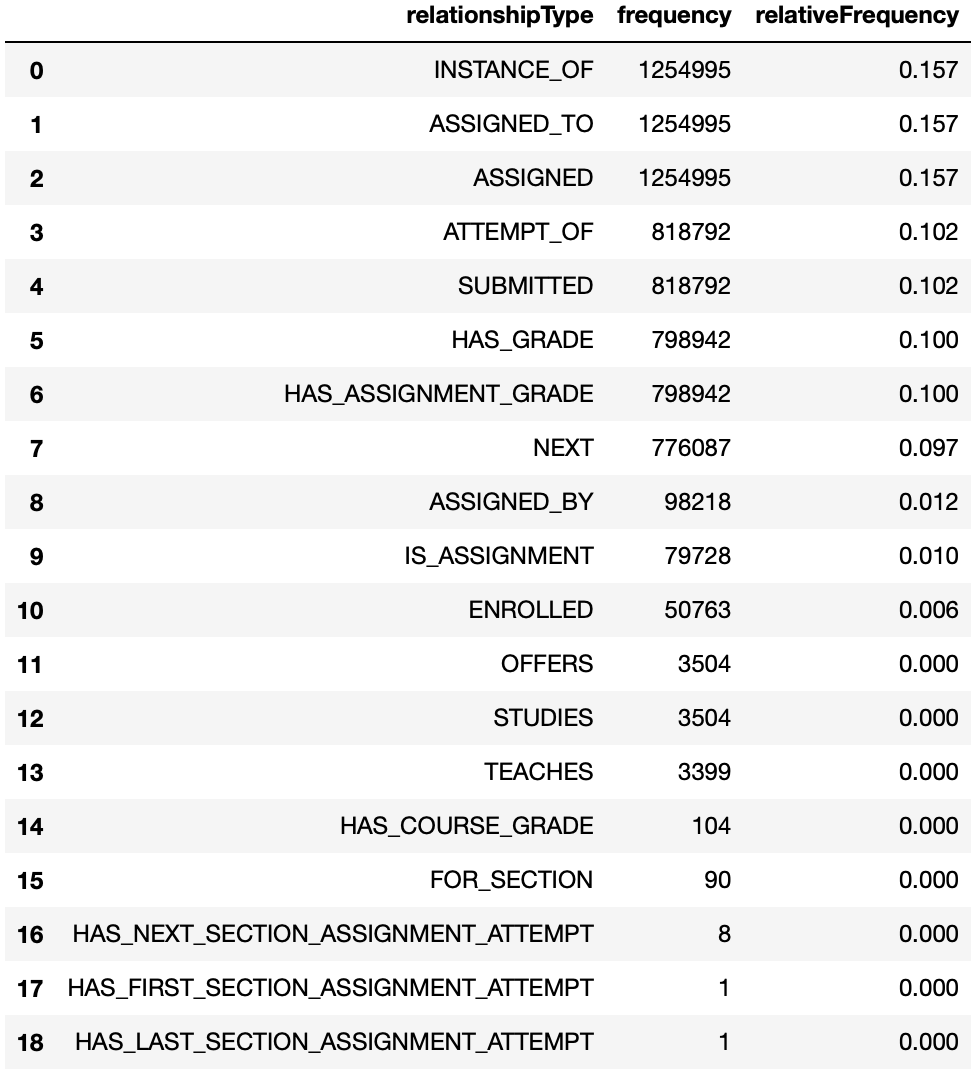 relationshipType frequency relativeFrequency
0 INSTANCE_OF 1254995 0.157
1 ASSIGNED_TO 1254995 0.157
2 ASSIGNED 1254995 0.157
3 ATTEMPT_OF 818792 0.102
4 SUBMITTED 818792 0.102
5 HAS_GRADE 798942 0.100
6 HAS_ASSIGNMENT_GRADE 798942 0.100
7 NEXT 776087 0.097
8 ASSIGNED_BY 98218 0.012
9 IS_ASSIGNMENT 79728 0.010
10 ENROLLED 50763 0.006
11 OFFERS 3504 0.000
12 STUDIES 3504 0.000
13 TEACHES 3399 0.000
14 HAS_COURSE_GRADE 104 0.000
15 FOR_SECTION 90 0.000
16 HAS_NEXT_SECTION_ASSIGNMENT_ATTEMPT 8 0.000
17 HAS_FIRST_SECTION_ASSIGNMENT_ATTEMPT 1 0.000
18 HAS_LAST_SECTION_ASSIGNMENT_ATTEMPT 1 0.000